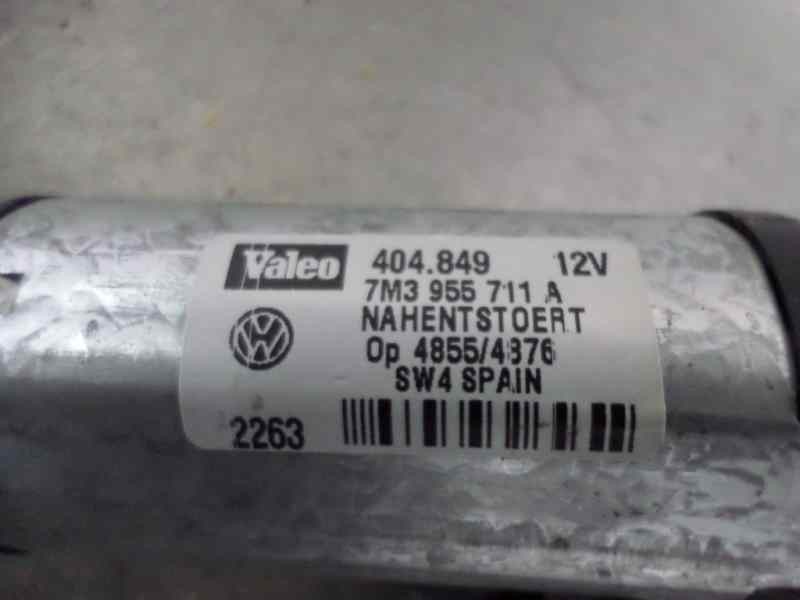 Valeo 404.849 12V
7M3 955 711 A
NAHENTSTOERT
Op 4855/4876
SW4 SPAIN
2263